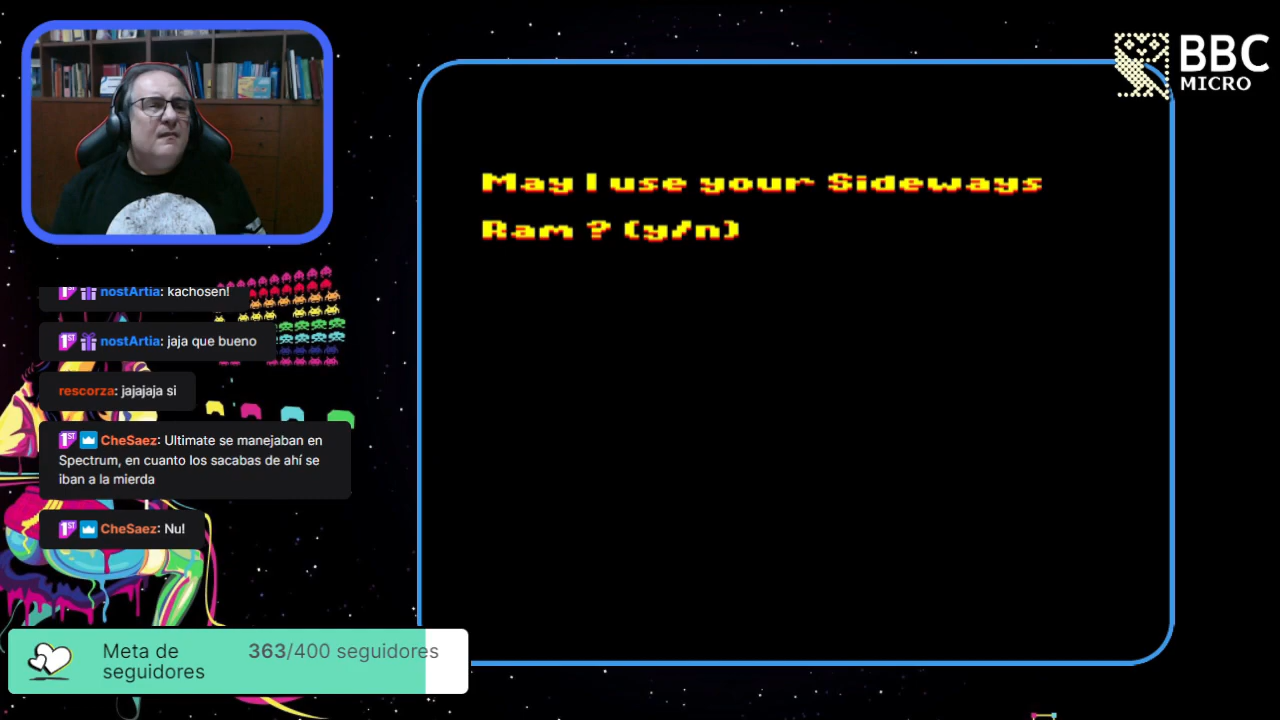 BBC
MICRO
May I use your Sideways
Ram ? (y/n)
nostArtia: kachosen!
nostArtia: jaja que bueno
rescorza: jajajaja si
CheSaez: Ultimate se manejaban en
Spectrum, en cuanto los sacabas de ahí se
iban a la mierda
CheSaez: Nu!
Meta de
seguidores
363/400 seguidores